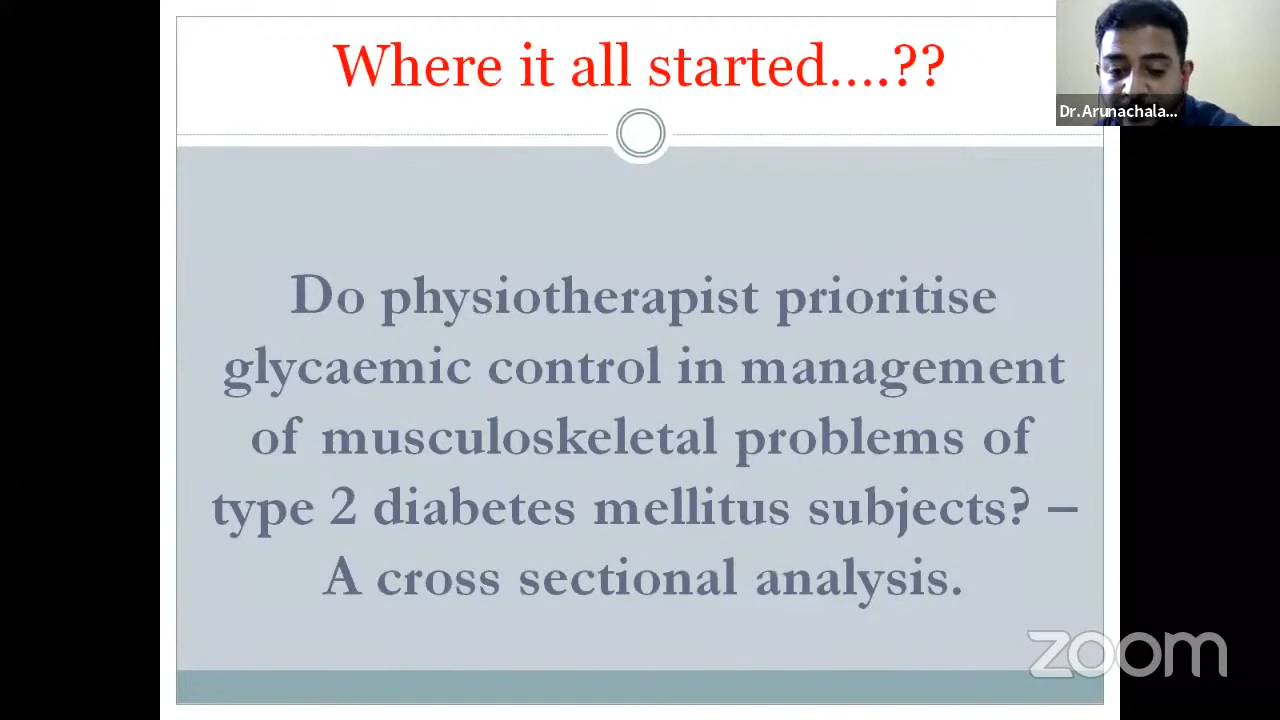 Where it all started....??
Dr.Arunachala...
Do physiotherapist prioritise
glycaemic control in management
of musculoskeletal problems of
type 2 diabetes mellitus subjects? –
A cross sectional analysis.
zoom